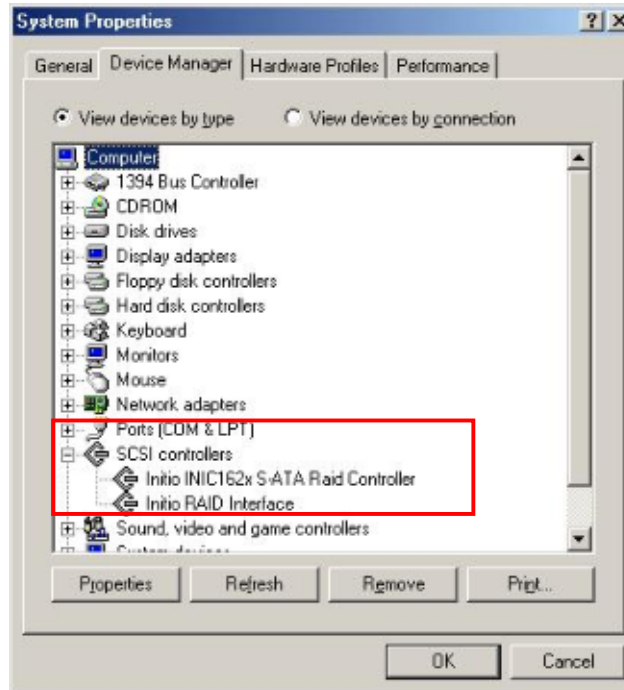 System Properties
General Device Manager Hardware Profiles Performance
View devices by type View devices by connection
Computer
1394 Bus Controller
CDROM
Disk drives
Display adapters
Floppy disk controllers
Hard disk controllers
Keyboard
Monitors
Mouse
Network adapters
Ports (COM & LPT)
SCSI controllers
Initio INIC162x S-ATA Raid Controller
Initio RAID Interface
Sound, video and game controllers
System devices
Properties Refresh Remove Print...
OK Cancel